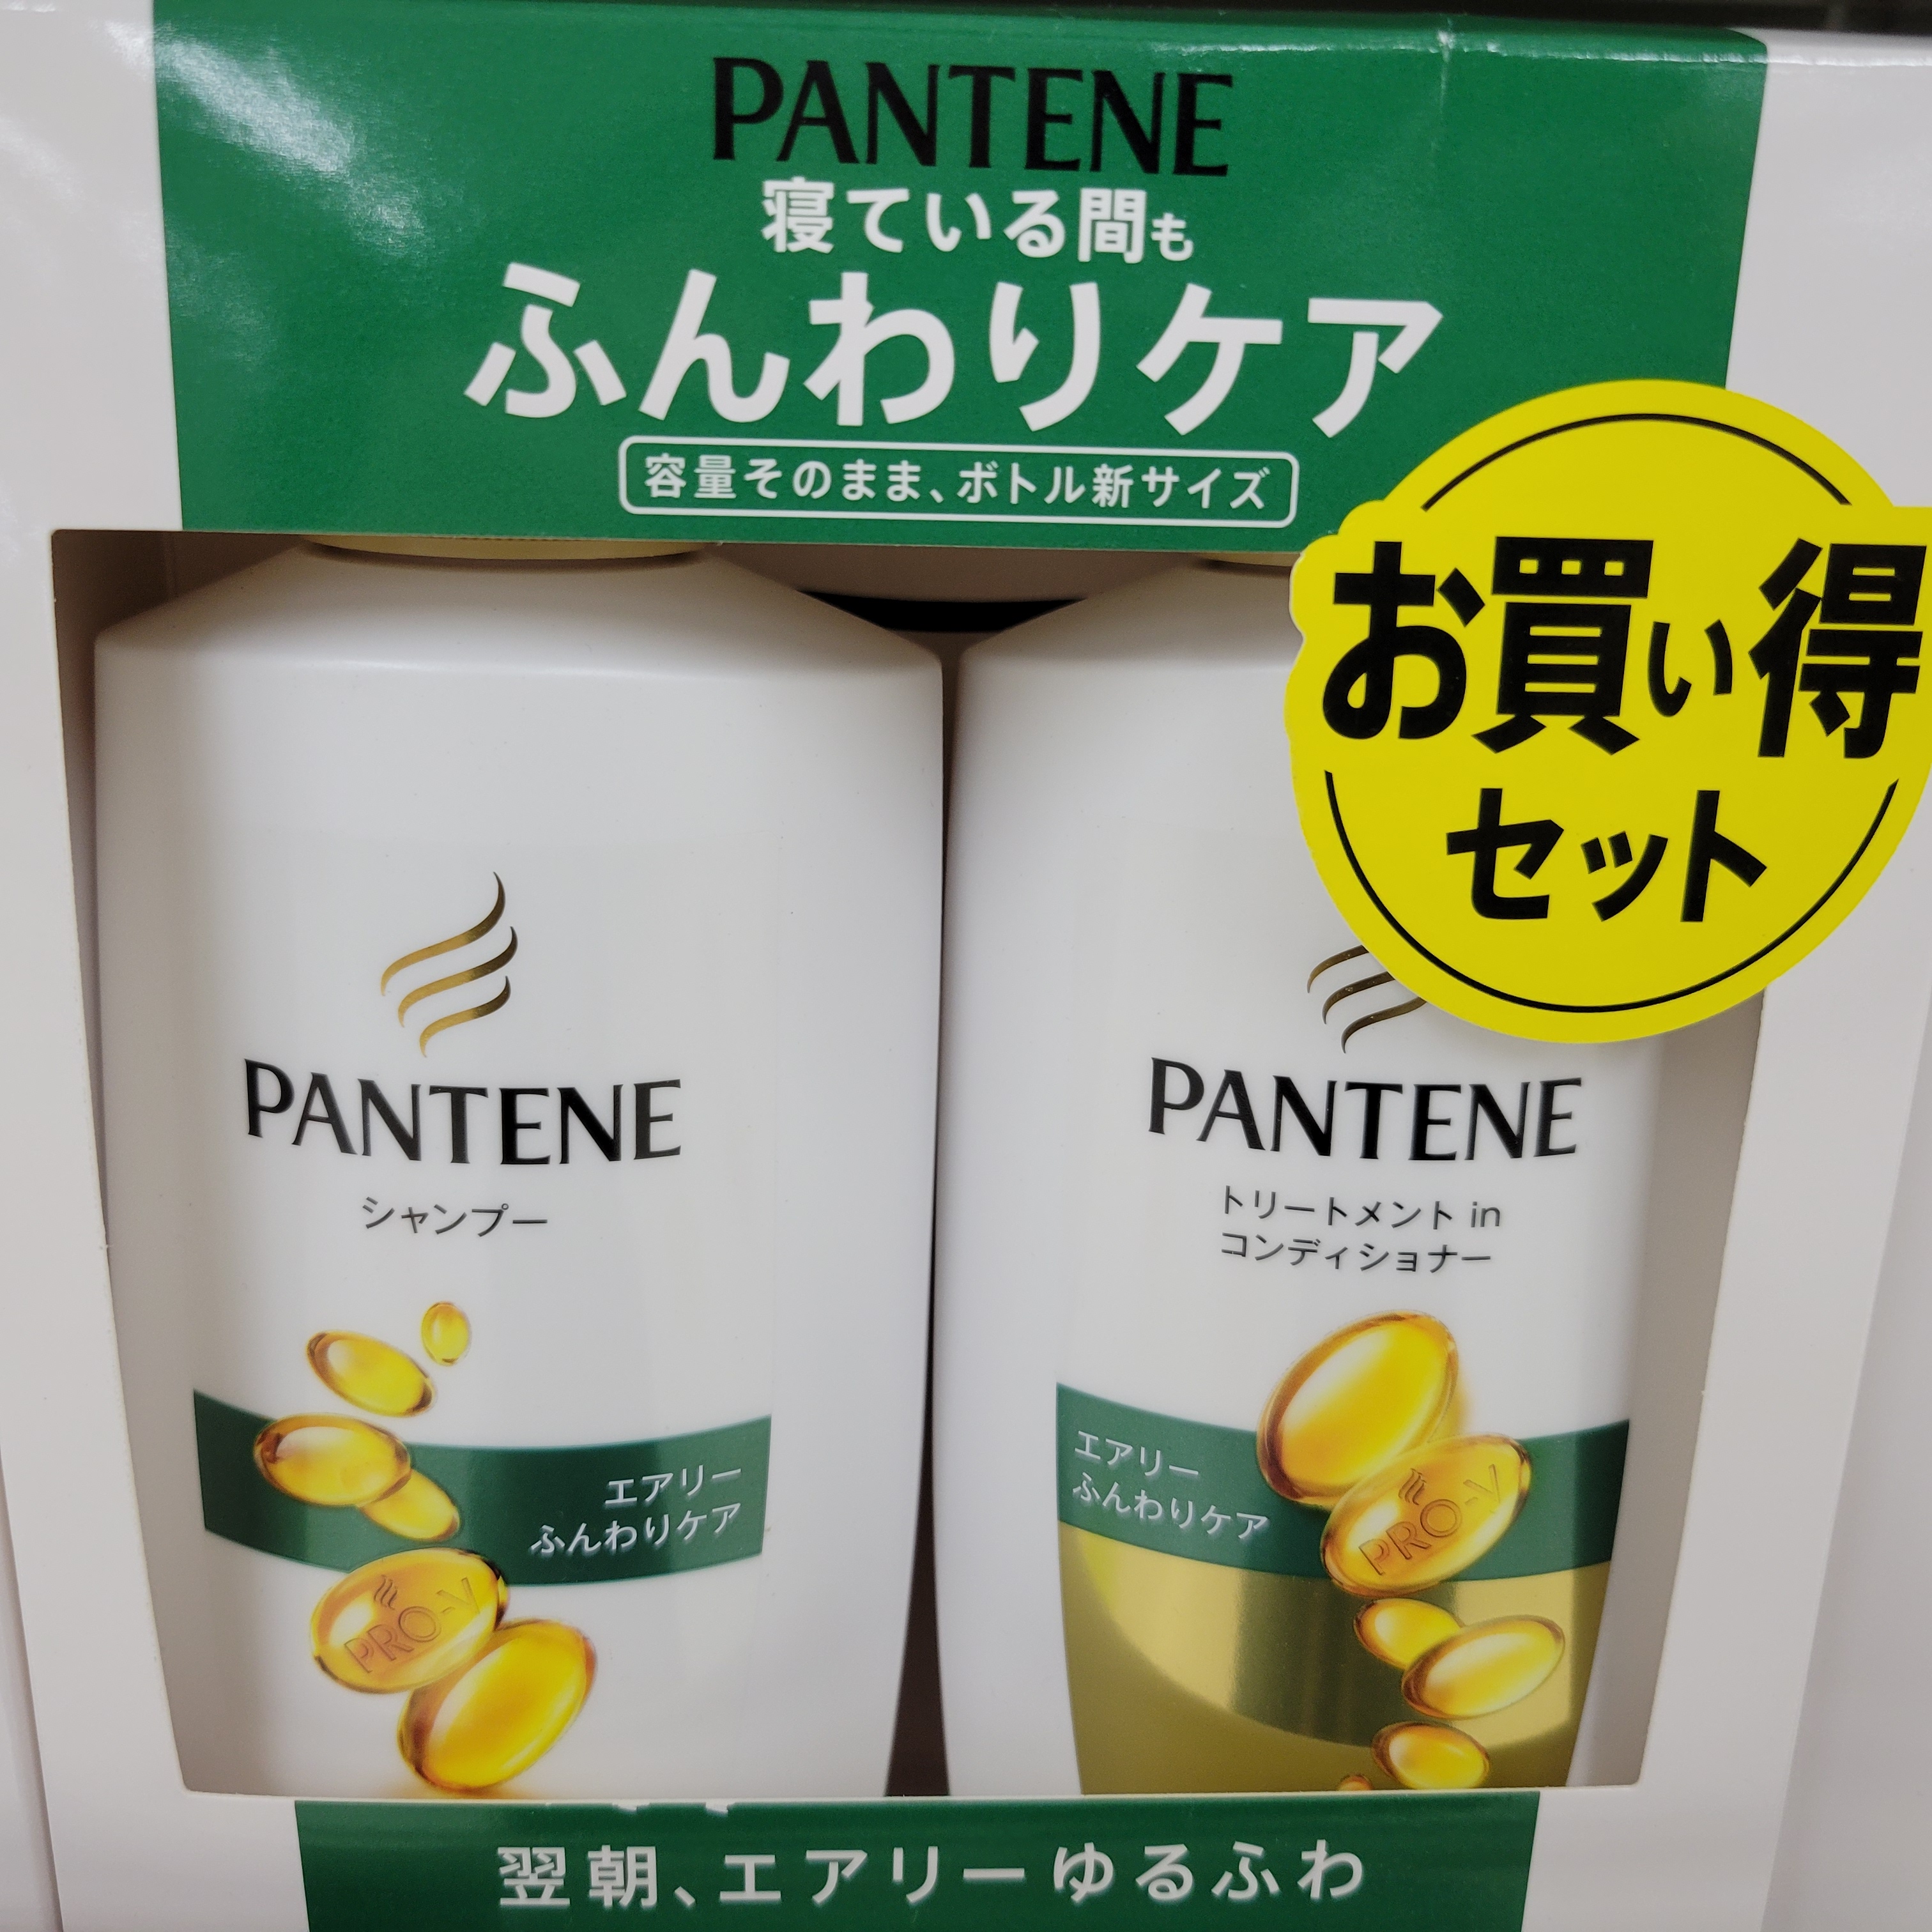 PANTENE
寝ている間も
ふんわりケア
容量そのまま、ボトル新サイズ
お買い得
セット
PANTENE
シャンプー
エアリー
ふんわりケア
PRO-V
PANTENE
トリートメント in
コンディショナー
エアリー
ふんわりケア
PRO-V
翌朝、エアリーゆるふわ